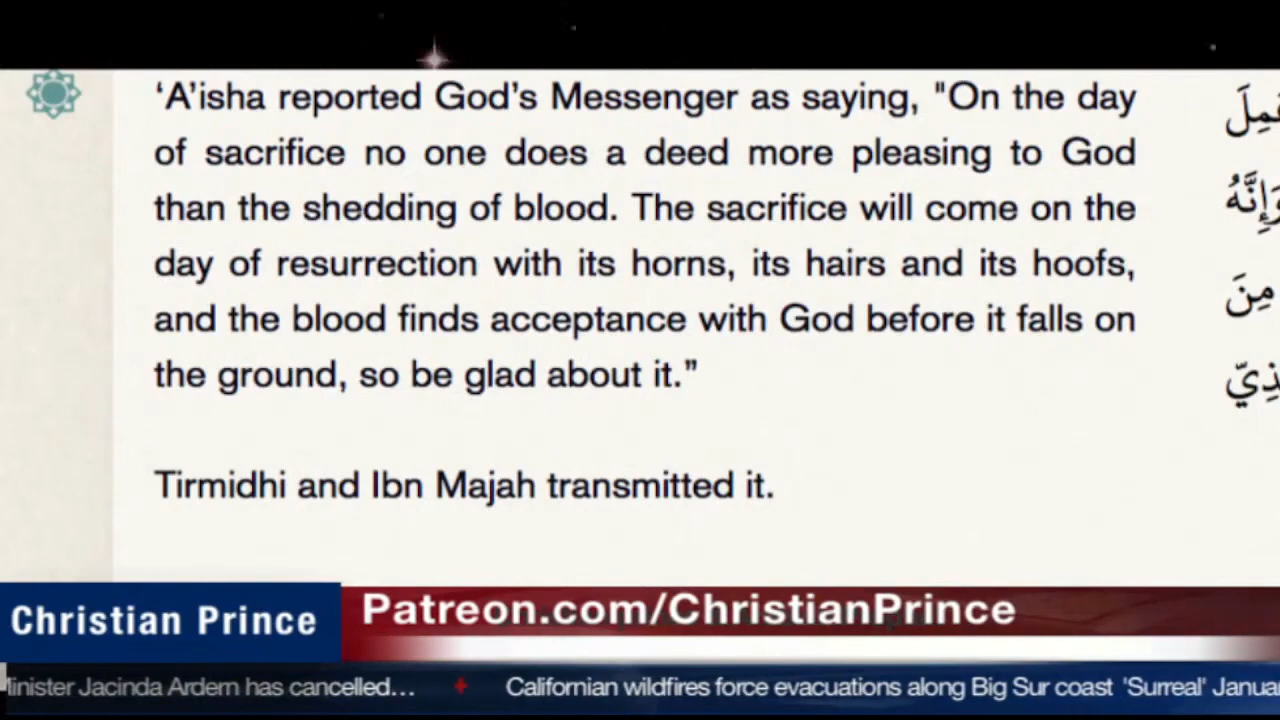 ‘A’isha reported God’s Messenger as saying, "On the day
of sacrifice no one does a deed more pleasing to God
than the shedding of blood. The sacrifice will come on the
day of resurrection with its horns, its hairs and its hoofs,
and the blood finds acceptance with God before it falls on
the ground, so be glad about it.”
Tirmidhi and Ibn Majah transmitted it.
وَإِنَّهُ
مِنَ
Christian Prince
Patreon.com/ChristianPrince
Jacinda Ardern has cancelled... Californian wildfires force evacuations along Big Sur coast 'Surreal'